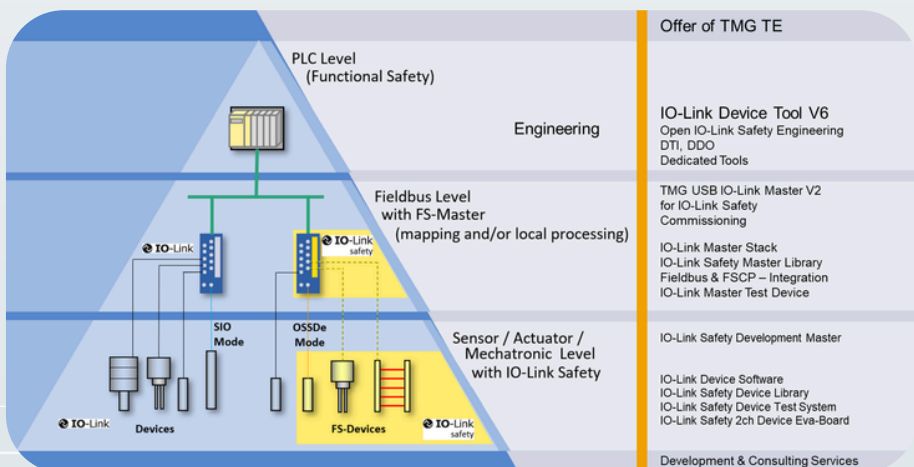 Offer of TMG TE
PLC Level
(Functional Safety)
Engineering
IO-Link Device Tool V6
Open IO-Link Safety Engineering
DTI, DDO
Dedicated Tools
Fieldbus Level
with FS-Master
(mapping and/or local processing)
TMG USB IO-Link Master V2
for IO-Link Safety
Commissioning
IO-Link Master Stack
IO-Link Safety Master Library
Fieldbus & FSCP – Integration
IO-Link Master Test Device
IO-Link
IO-Link
safety
SIO
Mode
OSSDe
Mode
Sensor / Actuator /
Mechatronic Level
with IO-Link Safety
IO-Link Safety Development Master
IO-Link Device Software
IO-Link Safety Device Library
IO-Link Safety Device Test System
IO-Link Safety 2ch Device Eva-Board
IO-Link
Devices
FS-Devices
IO-Link
safety
Development & Consulting Services